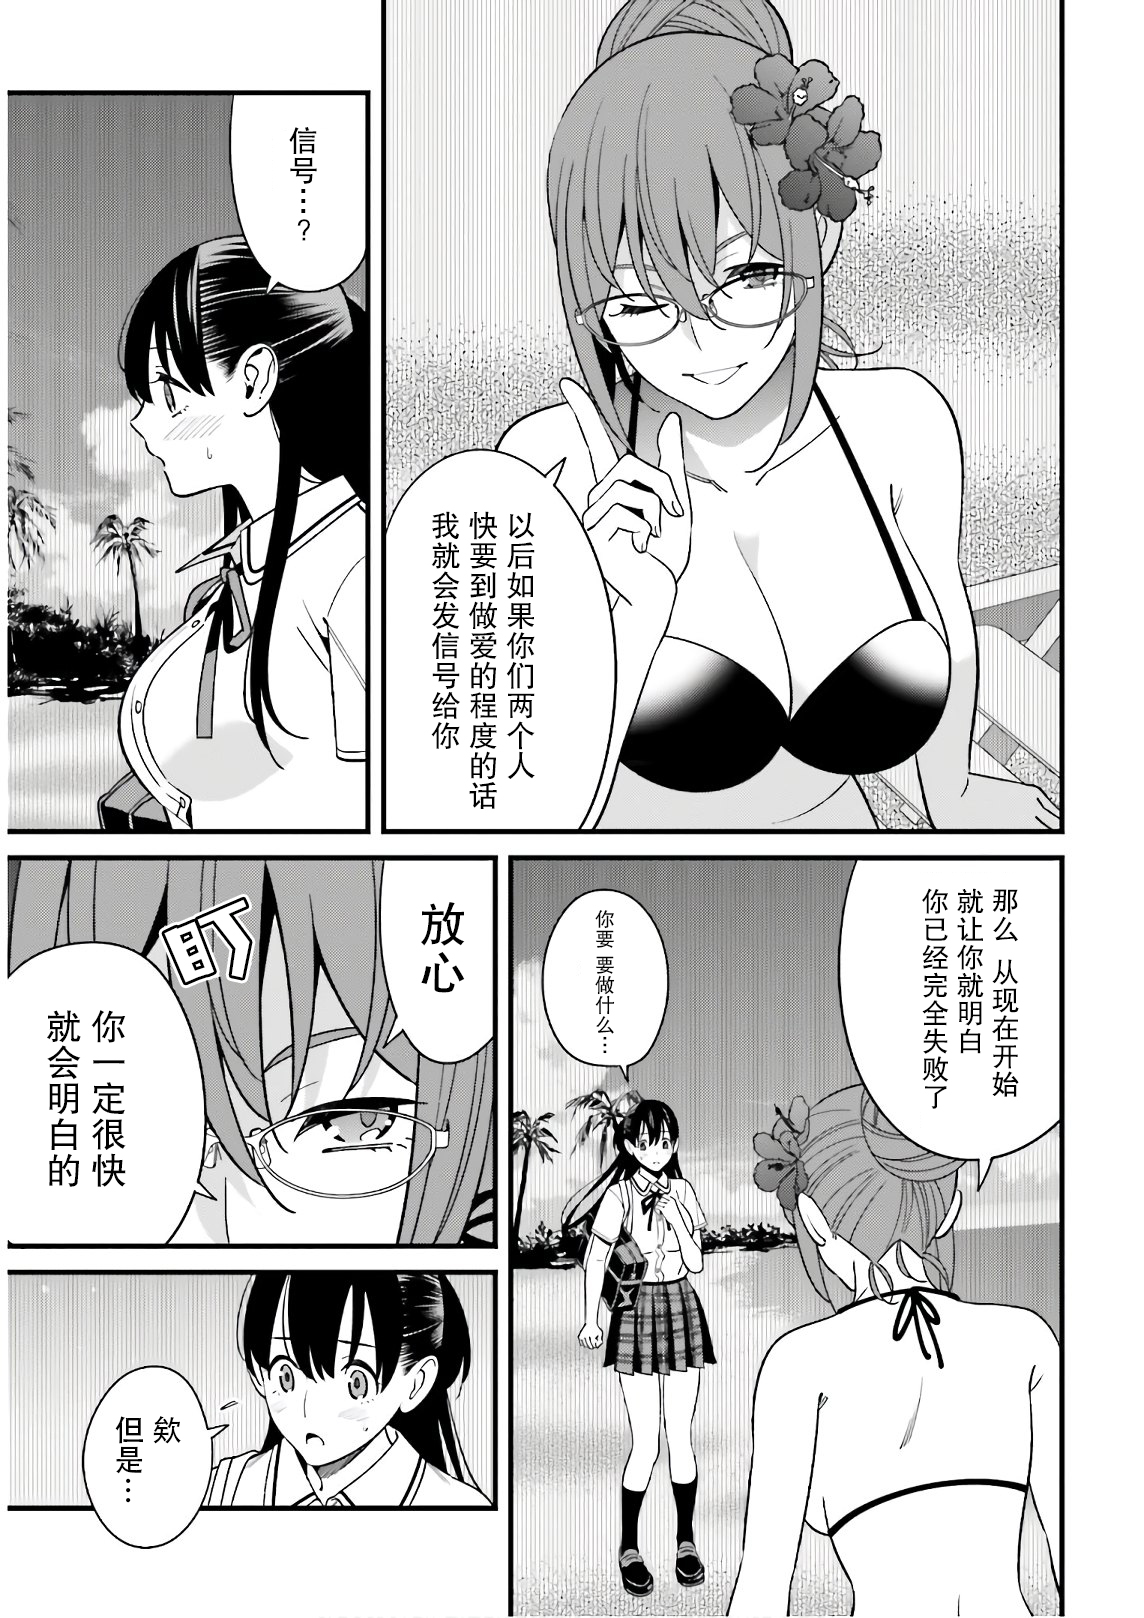 以后如果你们两个人
快要到做爱的程度的话
我就会发信号给你
信号…?
那么 从现在开始
就让你就明白
你已经完全失败了
你要 要做什么…
放心
盯
你一定很快
就会明白的
欸
但是…